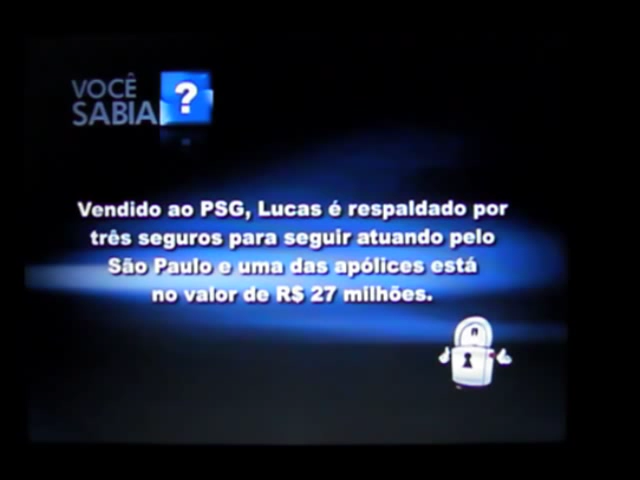 VOCÊ
SABIA ?
Vendido ao PSG, Lucas é respaldado por
três seguros para seguir atuando pelo
São Paulo e uma das apólices está
no valor de R$ 27 milhões.